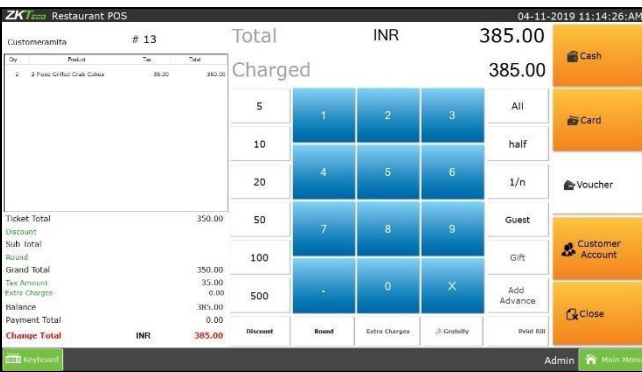 ZKTeco Restaurant POS 04-11-2019 11:14:26:AM
Customeramita # 13
Qty Product Tax Total
2 2 Piece Grilled Crab Cakes 35.00 350.00
Ticket Total 350.00
Discount
Sub Total
Round
Grand Total 350.00
Tax Amount 35.00
Extra Charges 0.00
Balance 385.00
Payment Total 0.00
Change Total INR 385.00
Total INR 385.00
Charged 385.00
5 1 2 3 All
10 half
20 4 5 6 1/n
50 7 8 9 Guest
100 Gift
500 . 0 X Add Advance
Discount Round Extra Charges Gratuity Print Bill
Cash
Card
Voucher
Customer Account
Close
Keyboard Admin Main Menu